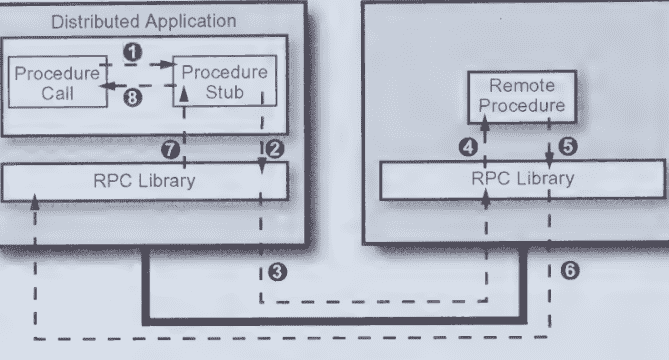 Distributed Application
1
Procedure
Call
Procedure
Stub
8
Remote
Procedure
7
2
4
5
RPC Library
RPC Library
3
6